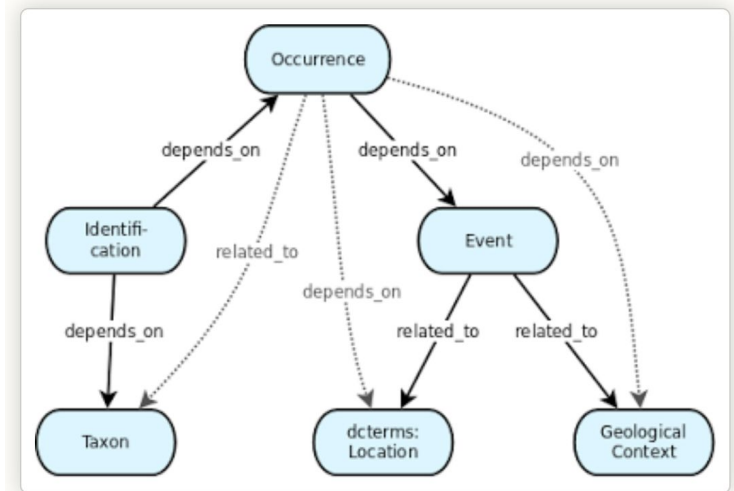 Occurrence
depends_on
depends_on
depends_on
Identifi-
cation
Event
related_to
depends_on
depends_on
related_to
related_to
Taxon
dcterms:
Location
Geological
Context